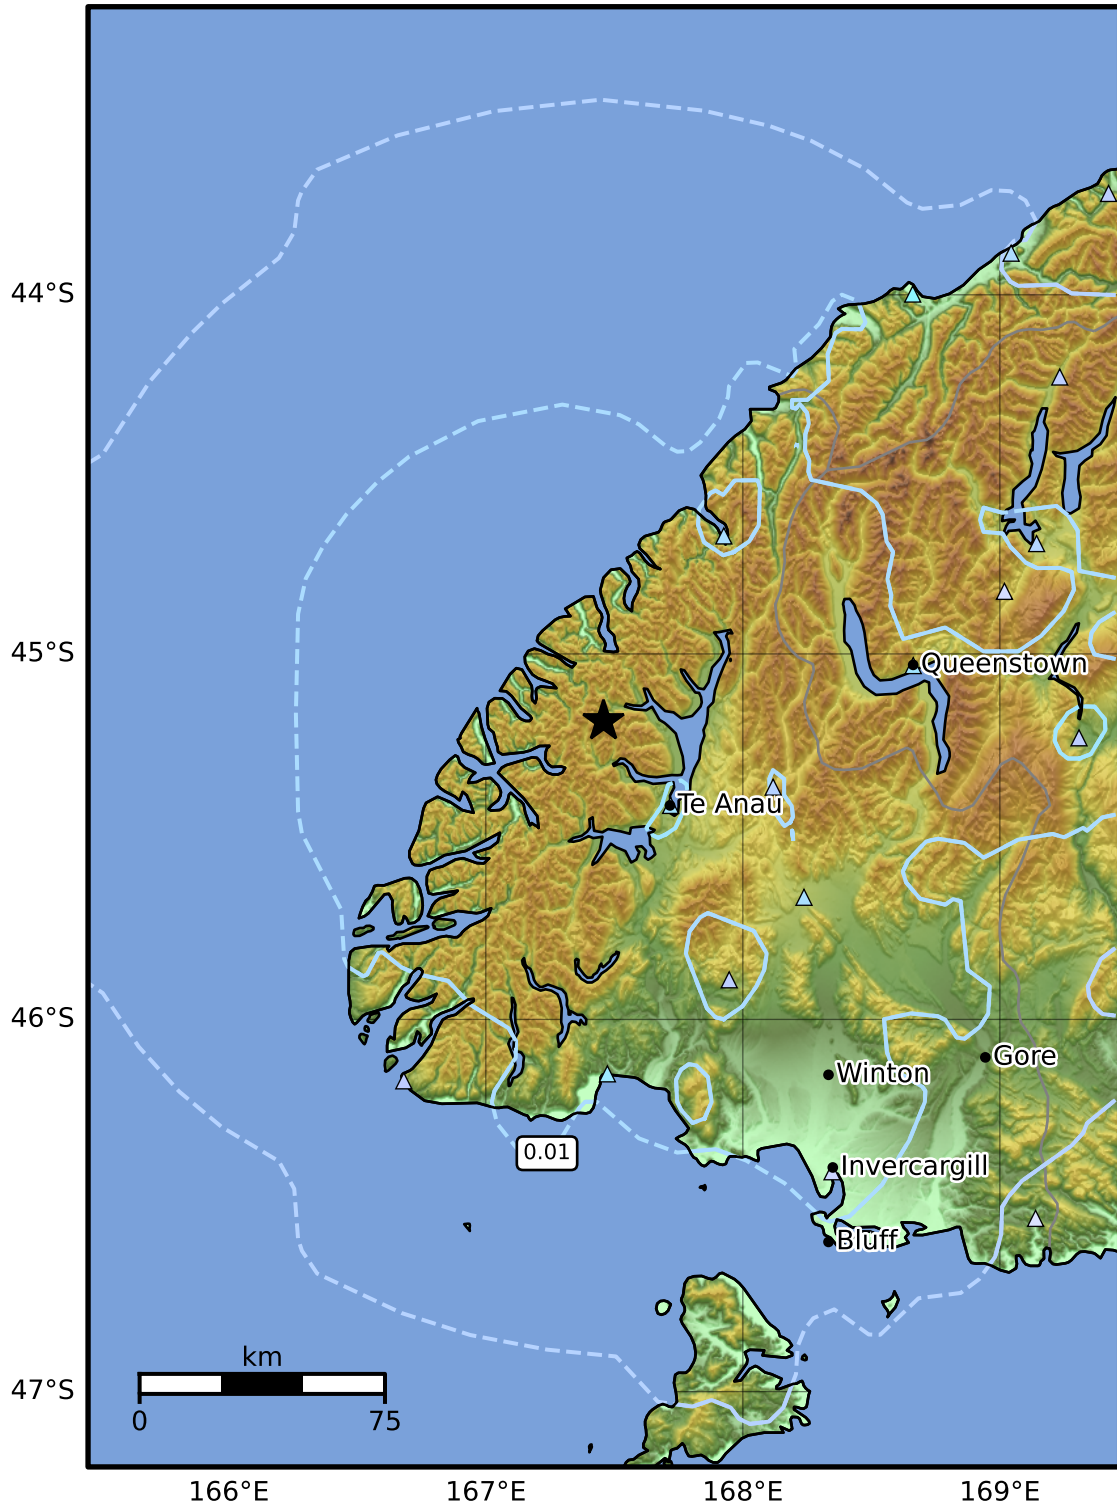 44°S
45°S
Queenstown
Te Anau
46°S
Gore
Winton
0.01
Invercargill
Bluff
km
47°S
0 75
166°E 167°E 168°E 169°E